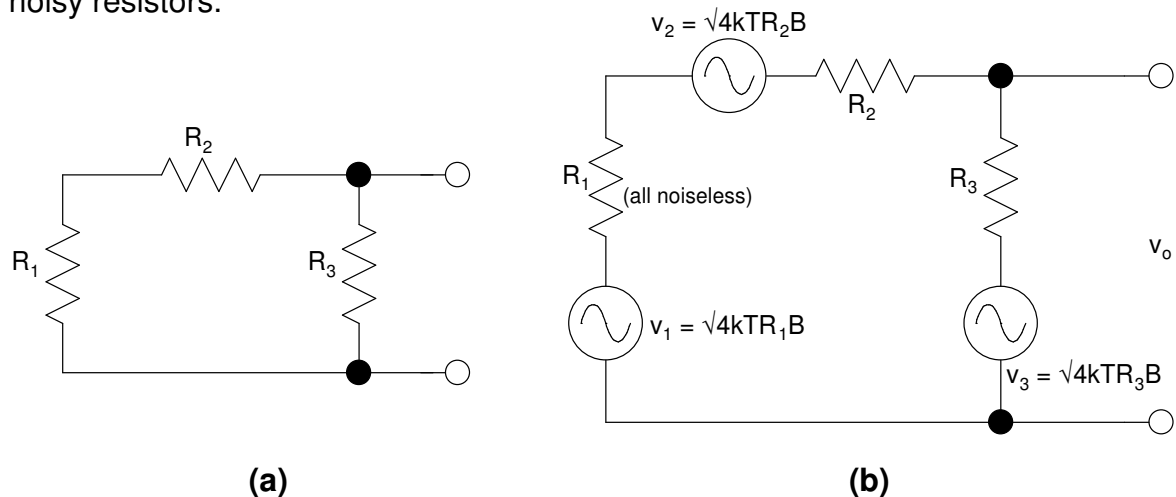 noisy resistors.
v₂ = √4kTR₂B
R₂
R₁
R₃
(a)
R₂
R₁
(all noiseless)
R₃
vₒ
v₁ = √4kTR₁B
v₃ = √4kTR₃B
(b)